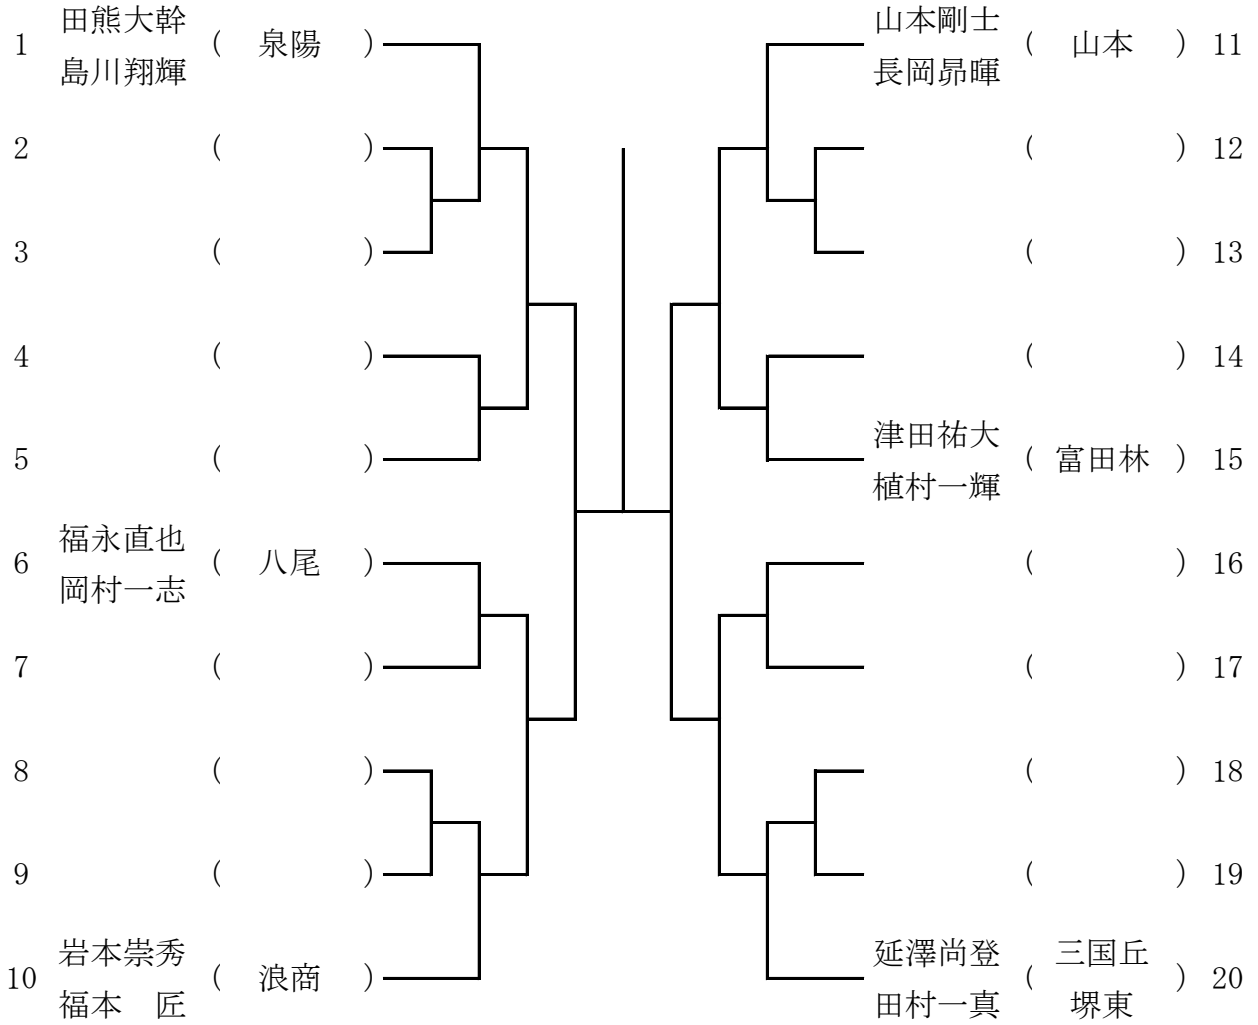 田熊大幹
1 ( 泉陽 )
島川翔輝
2 ( )
3 ( )
4 ( )
5 ( )
福永直也
6 ( 八尾 )
岡村一志
7 ( )
8 ( )
9 ( )
岩本崇秀
10 ( 浪商 )
福本 匠
山本剛士
( 山本 ) 11
長岡昴暉
( ) 12
( ) 13
( ) 14
津田祐大
( 富田林 ) 15
植村一輝
( ) 16
( ) 17
( ) 18
( ) 19
延澤尚登 三国丘
( ) 20
田村一真 堺東